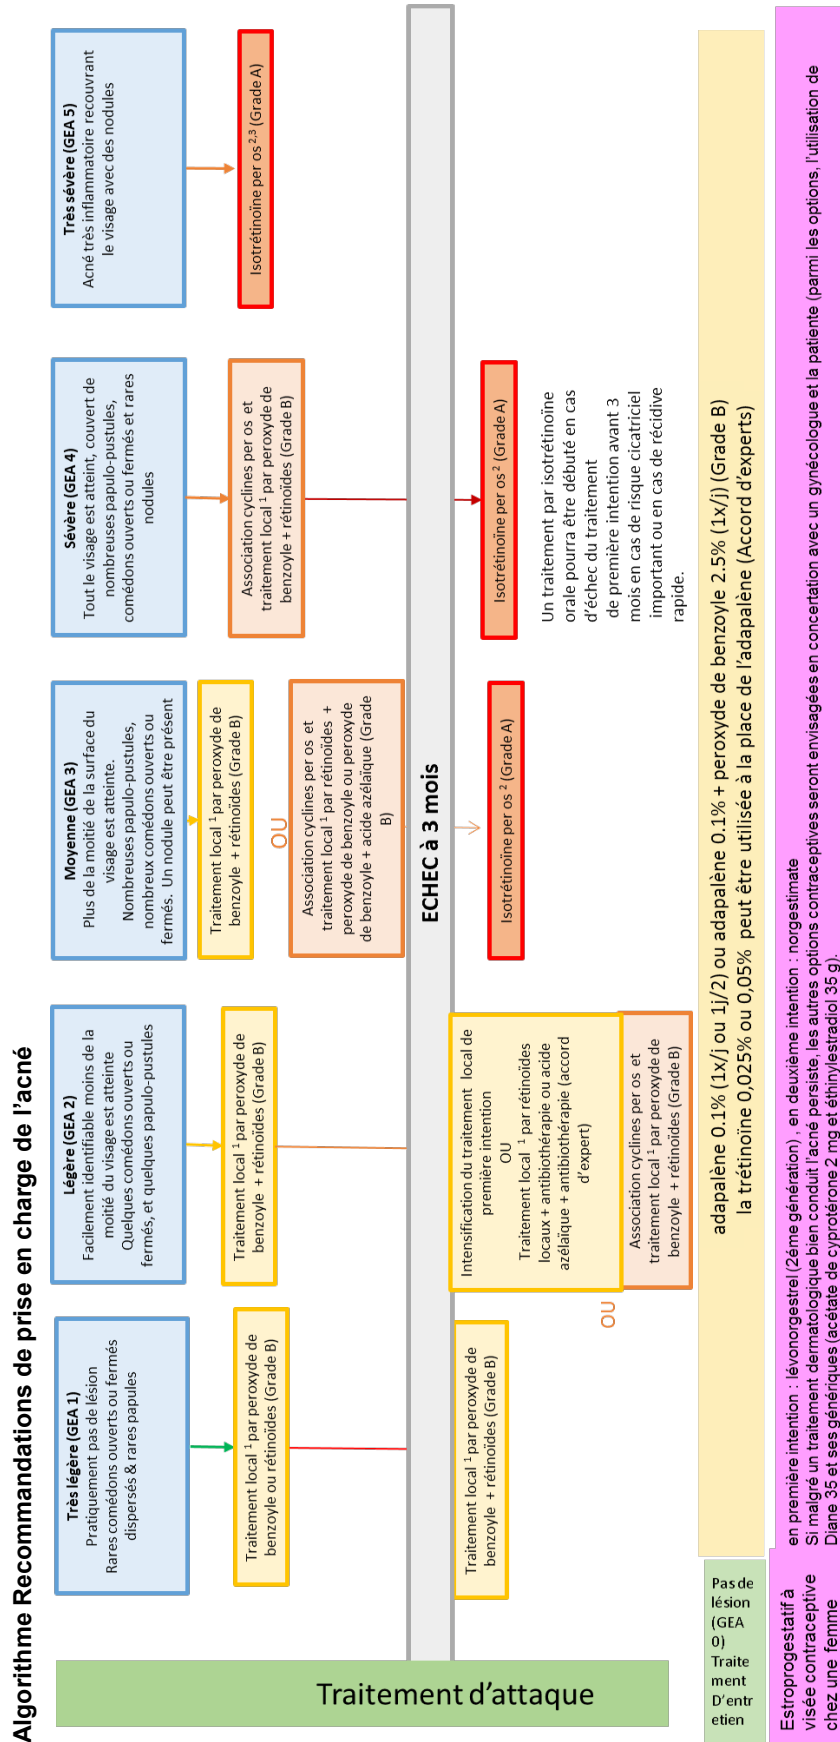 Algorithme Recommandations de prise en charge de l'acné
Très légère (GEA 1)
Pratiquement pas de lésion
Rares comédons ouverts ou fermés
dispersés & rares papules
Légère (GEA 2)
Facilement identifiable moins de la
moitié du visage est atteinte
Quelques comédons ouverts ou
fermés, et quelques papulo-pustules
Moyenne (GEA 3)
Plus de la moitié de la surface du
visage est atteinte.
Nombreuses papulo-pustules,
nombreux comédons ouverts ou
fermés. Un nodule peut être présent
Sévère (GEA 4)
Tout le visage est atteint, couvert de
nombreuses papulo-pustules,
comédons ouverts ou fermés et rares
nodules
Très sévère (GEA 5)
Acné très inflammatoire recouvrant
le visage avec des nodules
Traitement d'attaque
Traitement local 1 par peroxyde de
benzoyle ou rétinoïdes (Grade B)
Traitement local 1 par peroxyde de
benzoyle + rétinoïdes (Grade B)
Traitement local 1 par peroxyde de
benzoyle + rétinoïdes (Grade B)
OU
Association cyclines per os et
traitement local 1 par rétinoïdes +
peroxyde de benzoyle ou peroxyde
de benzoyle + acide azélaïque (Grade
B)
Association cyclines per os et
traitement local 1 par peroxyde de
benzoyle + rétinoïdes (Grade B)
Isotrétinoïne per os 2,3 (Grade A)
ECHEC à 3 mois
Traitement local 1 par peroxyde de
benzoyle + rétinoïdes (Grade B)
Intensification du traitement local de
première intention
OU
Traitement local 1 par rétinoïdes
locaux + antibiothérapie ou acide
azélaïque + antibiothérapie (accord
d'expert)
OU
Association cyclines per os et
traitement local 1 par peroxyde de
benzoyle + rétinoïdes (Grade B)
Isotrétinoïne per os 2 (Grade A)
Isotrétinoïne per os 2 (Grade A)
Un traitement par isotrétinoïne
orale pourra être débuté en cas
d'échec du traitement
de première intention avant 3
mois en cas de risque cicatriciel
important ou en cas de récidive
rapide.
Pas de
lésion
(GEA
0)
Traite
ment
D'entr
etien
adapalène 0.1% (1x/j ou 1j/2) ou adapalène 0.1% + peroxyde de benzoyle 2.5% (1x/j) (Grade B)
la trétinoïne 0,025% ou 0,05% peut être utilisée à la place de l'adapalène (Accord d'experts)
Estroprogestatif à
visée contraceptive
chez une femme
en première intention : lévonorgestrel (2éme génération) , en deuxième intention : norgestimate
Si malgré un traitement dermatologique bien conduit l'acné persiste, les autres options contraceptives seront envisagées en concertation avec un gynécologue et la patiente (parmi les options, l'utilisation de
Diane 35 et ses génériques (acétate de cyprotérone 2 mg et éthinylestradiol 35 g).